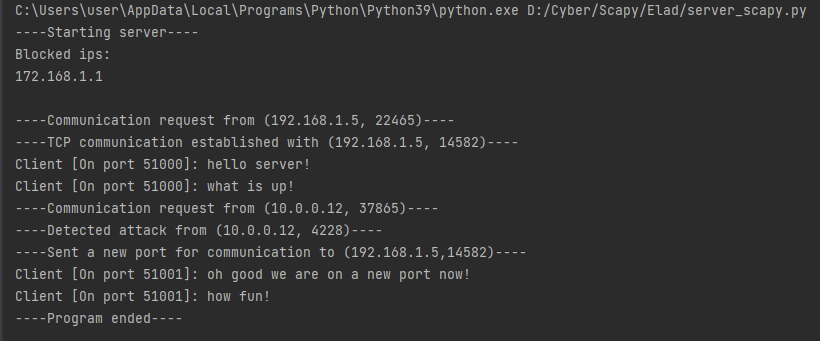 C:\Users\user\AppData\Local\Programs\Python\Python39\python.exe D:/Cyber/Scapy/Elad/server_scapy.py
----Starting server----
Blocked ips:
172.168.1.1
----Communication request from (192.168.1.5, 22465)----
----TCP communication established with (192.168.1.5, 14582)----
Client [On port 51000]: hello server!
Client [On port 51000]: what is up!
----Communication request from (10.0.0.12, 37865)----
----Detected attack from (10.0.0.12, 4228)----
----Sent a new port for communication to (192.168.1.5,14582)----
Client [On port 51001]: oh good we are on a new port now!
Client [On port 51001]: how fun!
----Program ended----